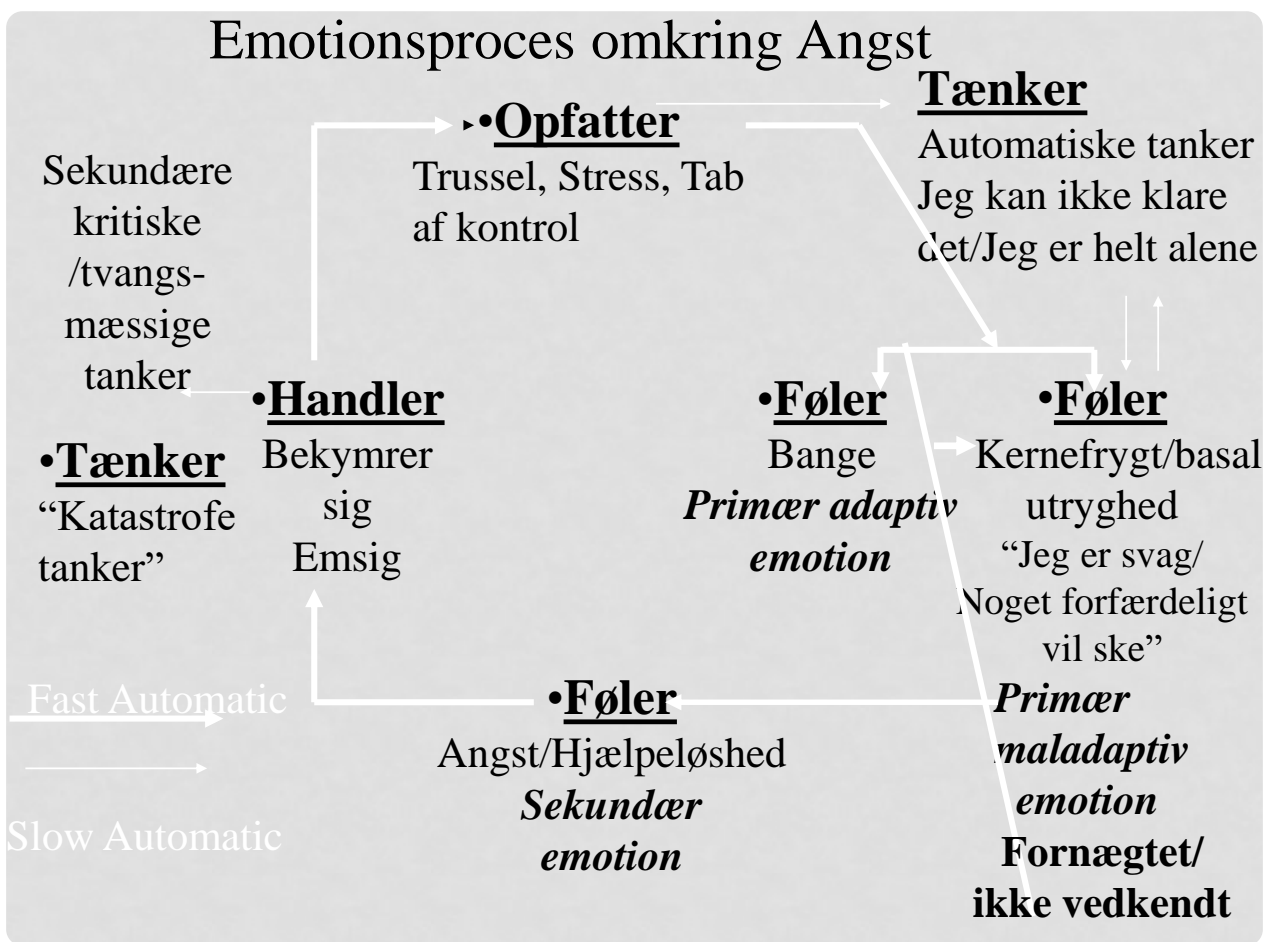 Emotionsproces omkring Angst
•Opfatter
Trussel, Stress, Tab
af kontrol
Tænker
Automatiske tanker
Jeg kan ikke klare
det/Jeg er helt alene
Sekundære
kritiske
/tvangs-
mæssige
tanker
•Tænker
“Katastrofe
tanker”
•Handler
Bekymrer
sig
Emsig
•Føler
Bange
Primær adaptiv
emotion
•Føler
Kernefrygt/basal
utryghed
“Jeg er svag/
Noget forfærdeligt
vil ske”
Primær
maladaptiv
emotion
Fornægtet/
ikke vedkendt
•Føler
Angst/Hjælpeløshed
Sekundær
emotion
Fast Automatic
Slow Automatic